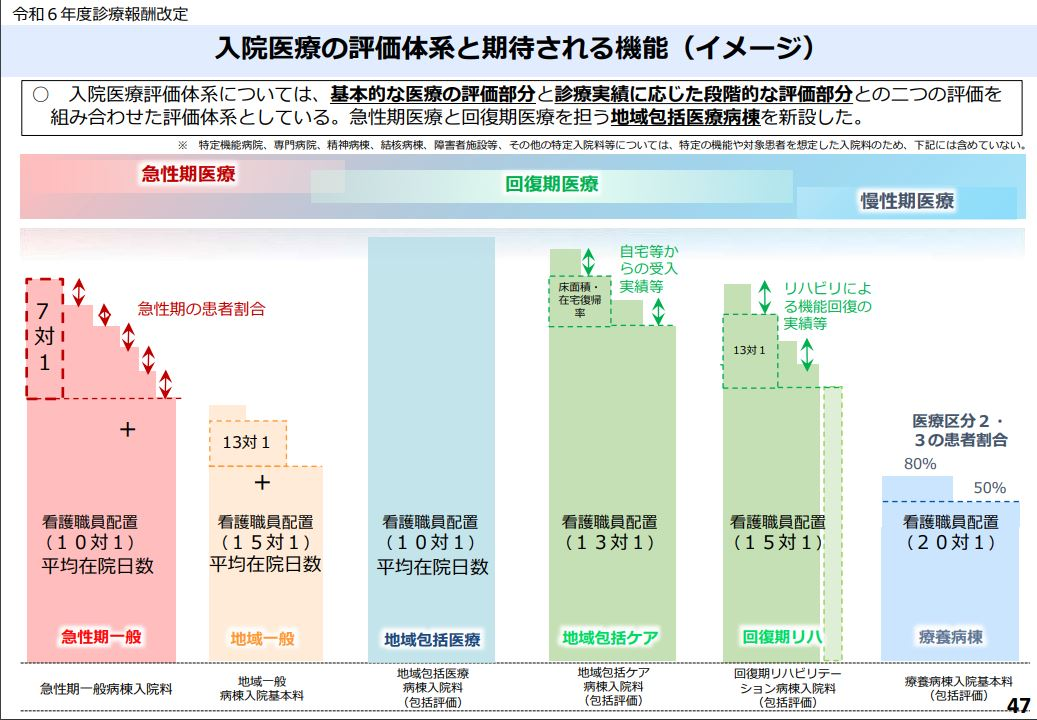 令和６年度診療報酬改定
入院医療の評価体系と期待される機能（イメージ）
○　入院医療評価体系については、基本的な医療の評価部分と診療実績に応じた段階的な評価部分との二つの評価を
組み合わせた評価体系としている。急性期医療と回復期医療を担う地域包括医療病棟を新設した。
※　特定機能病院、専門病院、精神病棟、結核病棟、障害者施設等、その他の特定入院料等については、特定の機能や対象患者を想定した入院料のため、下記には含めていない。
急性期医療
回復期医療
慢性期医療
７
対
１
急性期の患者割合
＋
看護職員配置
（１０対１）
平均在院日数
急性期一般
急性期一般病棟入院料
13対１
＋
看護職員配置
（１５対１）
平均在院日数
地域一般
地域一般
病棟入院基本料
看護職員配置
（１０対１）
平均在院日数
地域包括医療
地域包括医療
病棟入院料
（包括評価）
自宅等か
らの受入
実績等
床面積・
在宅復帰
率
看護職員配置
（１３対１）
地域包括ケア
地域包括ケア
病棟入院料
（包括評価）
リハビリによ
る機能回復の
実績等
13対１
看護職員配置
（１５対１）
回復期リハ
回復期リハビリテー
ション病棟入院料
（包括評価）
医療区分２・
３の患者割合
80%
50%
看護職員配置
（２０対１）
療養病棟
療養病棟入院基本料
（包括評価）
47